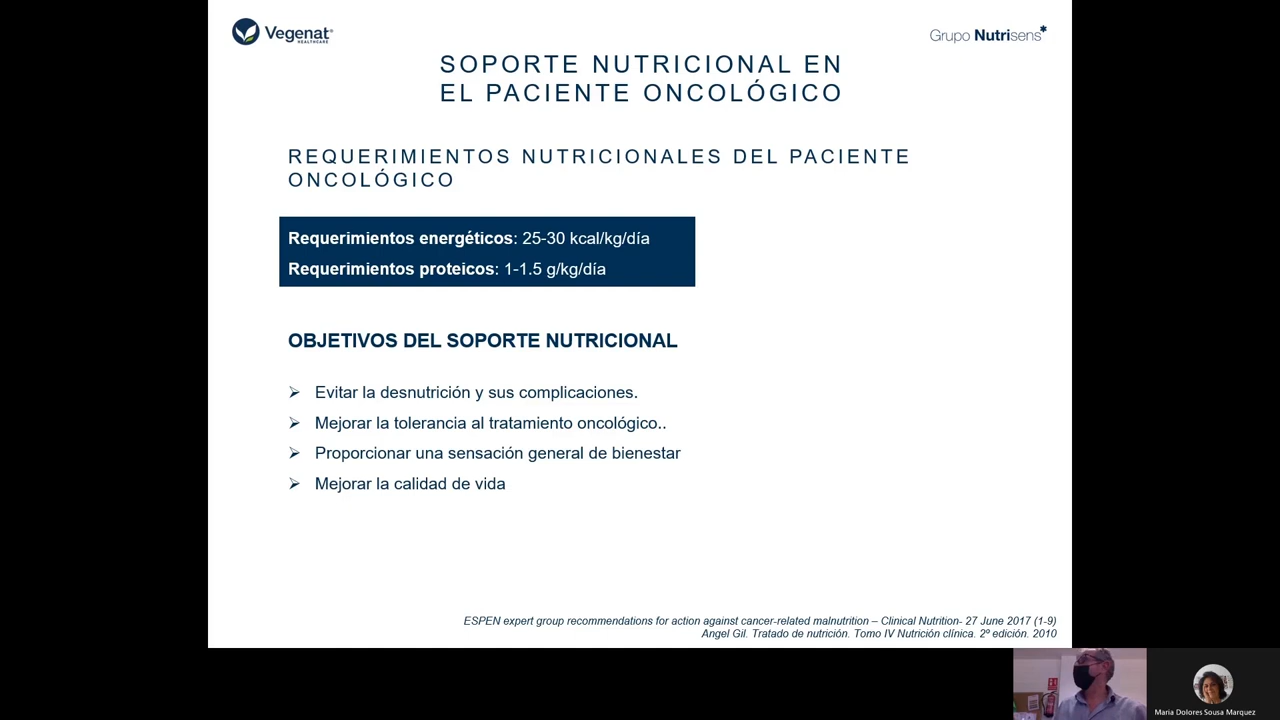 Vegenat®
HEALTHCARE
Grupo Nutrisens*
SOPORTE NUTRICIONAL EN
EL PACIENTE ONCOLÓGICO
REQUERIMIENTOS NUTRICIONALES DEL PACIENTE
ONCOLÓGICO
Requerimientos energéticos: 25-30 kcal/kg/día
Requerimientos proteicos: 1-1.5 g/kg/día
OBJETIVOS DEL SOPORTE NUTRICIONAL
➢ Evitar la desnutrición y sus complicaciones.
➢ Mejorar la tolerancia al tratamiento oncológico..
➢ Proporcionar una sensación general de bienestar
➢ Mejorar la calidad de vida
ESPEN expert group recommendations for action against cancer-related malnutrition – Clinical Nutrition- 27 June 2017 (1-9)
Angel Gil. Tratado de nutrición. Tomo IV Nutrición clínica. 2º edición. 2010
Maria Dolores Sousa Marquez